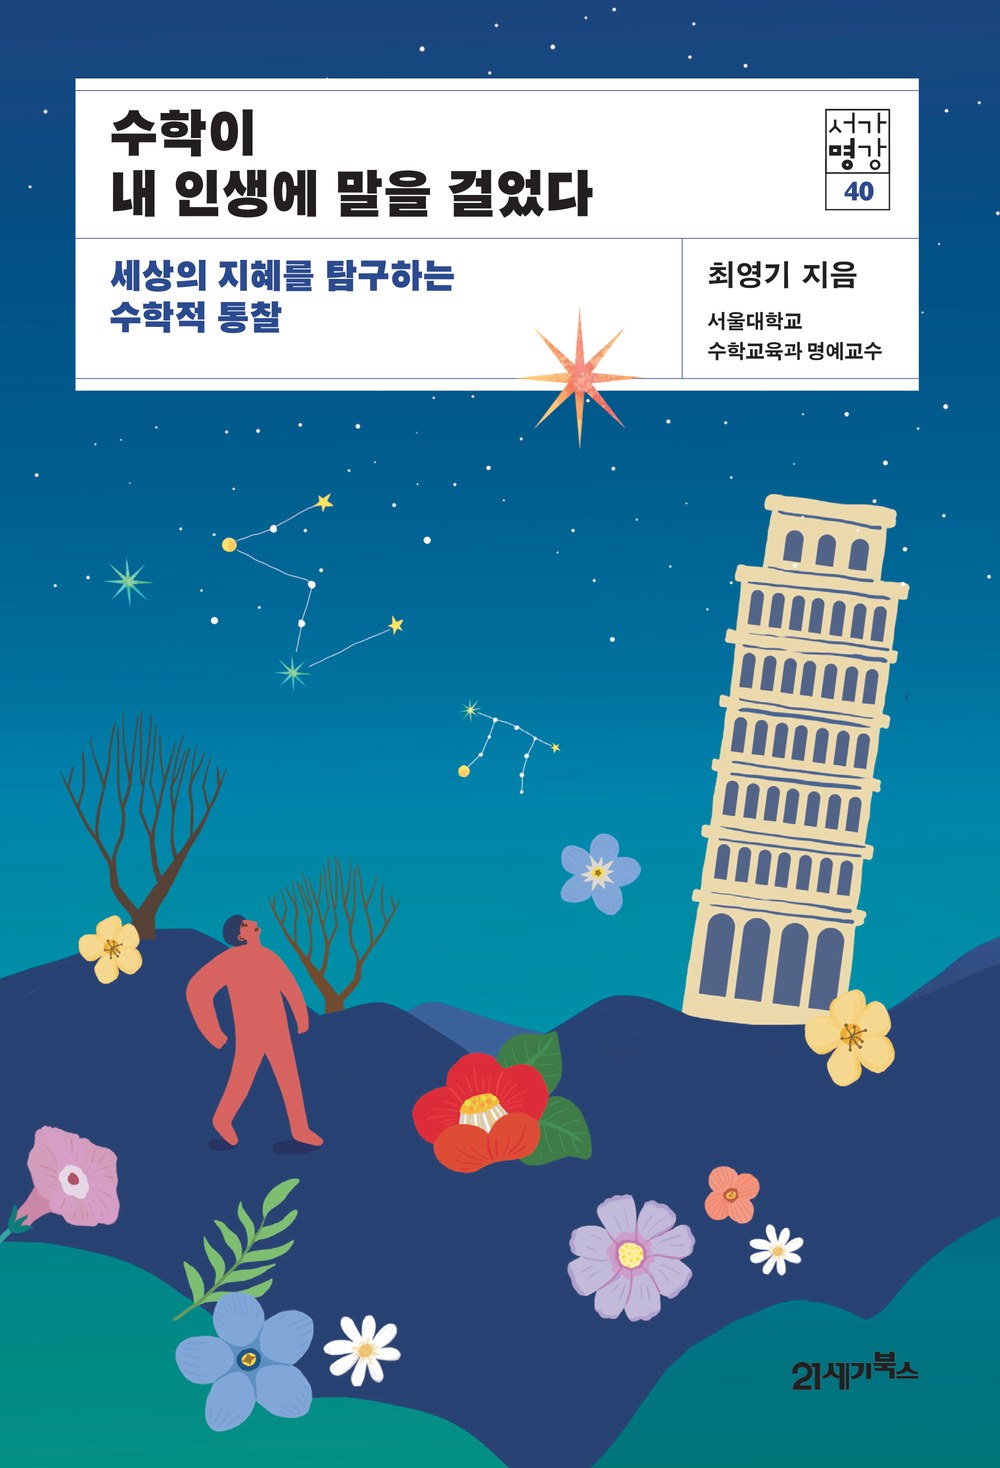 수학이
내 인생에 말을 걸었다
서가
명강
40
세상의 지혜를 탐구하는
수학적 통찰
최영기 지음
서울대학교
수학교육과 명예교수
21세기북스